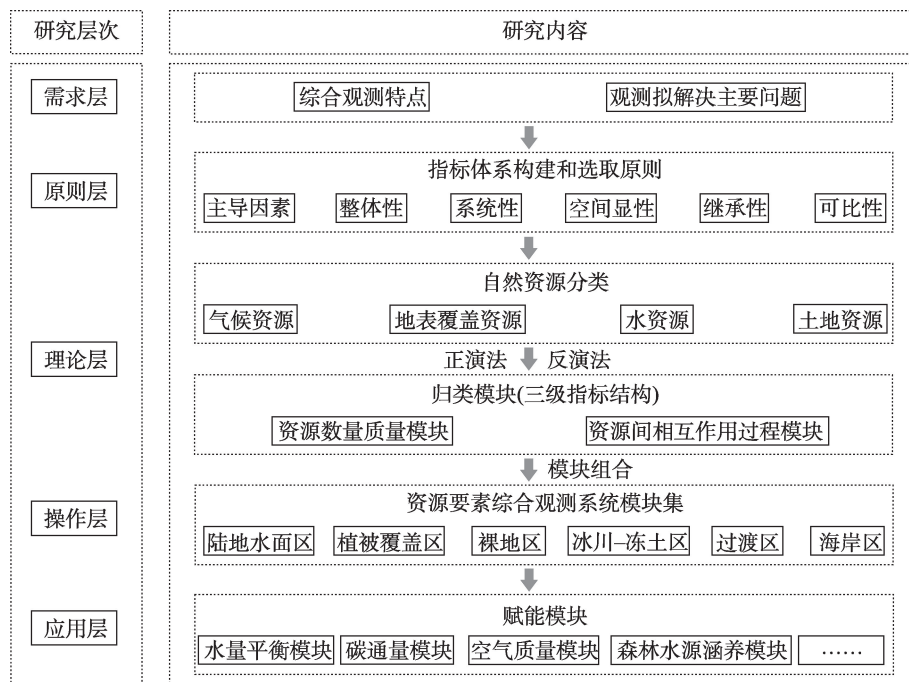 研究层次
研究内容
需求层
综合观测特点
观测拟解决主要问题
原则层
指标体系构建和选取原则
主导因素
整体性
系统性
空间显性
继承性
可比性
理论层
自然资源分类
气候资源
地表覆盖资源
水资源
土地资源
正演法
反演法
归类模块(三级指标结构)
资源数量质量模块
资源间相互作用过程模块
模块组合
操作层
资源要素综合观测系统模块集
陆地水面区
植被覆盖区
裸地区
冰川–冻土区
过渡区
海岸区
应用层
赋能模块
水量平衡模块
碳通量模块
空气质量模块
森林水源涵养模块
……